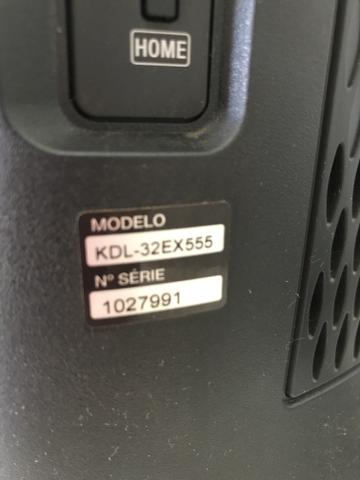 HOME
MODELO
KDL-32EX555
Nº SÉRIE
1027991